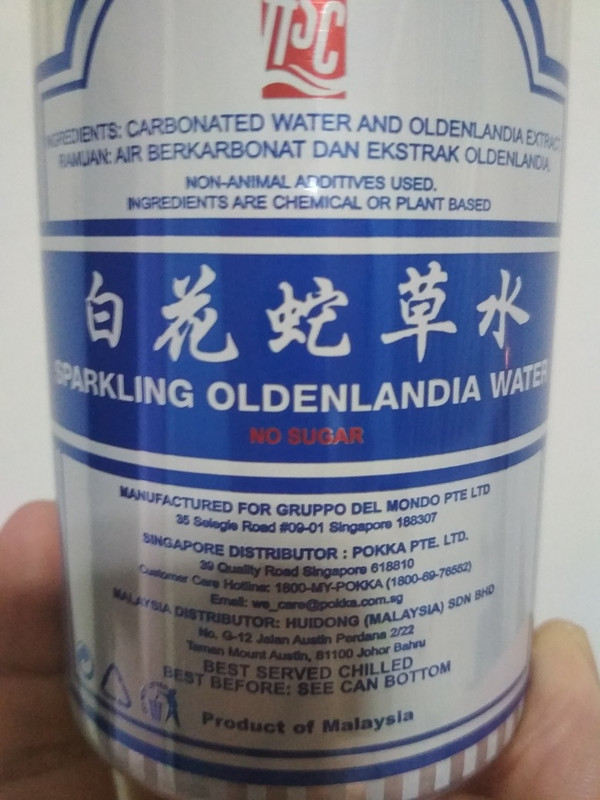 TTSC
INGREDIENTS: CARBONATED WATER AND OLDENLANDIA EXTRACT
RAMUAN: AIR BERKARBONAT DAN EKSTRAK OLDENLANDIA
NON-ANIMAL ADDITIVES USED.
INGREDIENTS ARE CHEMICAL OR PLANT BASED
白花蛇草水
SPARKLING OLDENLANDIA WATER
NO SUGAR
MANUFACTURED FOR GRUPPO DEL MONDO PTE LTD
35 Selegie Road #09-01 Singapore 188307
SINGAPORE DISTRIBUTOR : POKKA PTE. LTD.
39 Quality Road Singapore 618810
Customer Care Hotline: 1800-MY-POKKA (1800-69-76552)
Email: we_care@pokka.com.sg
MALAYSIA DISTRIBUTOR: HUIDONG (MALAYSIA) SDN BHD
No. G-12 Jalan Austin Perdana 2/22
Taman Mount Austin, 81100 Johor Bahru
BEST SERVED CHILLED
BEST BEFORE: SEE CAN BOTTOM
Product of Malaysia